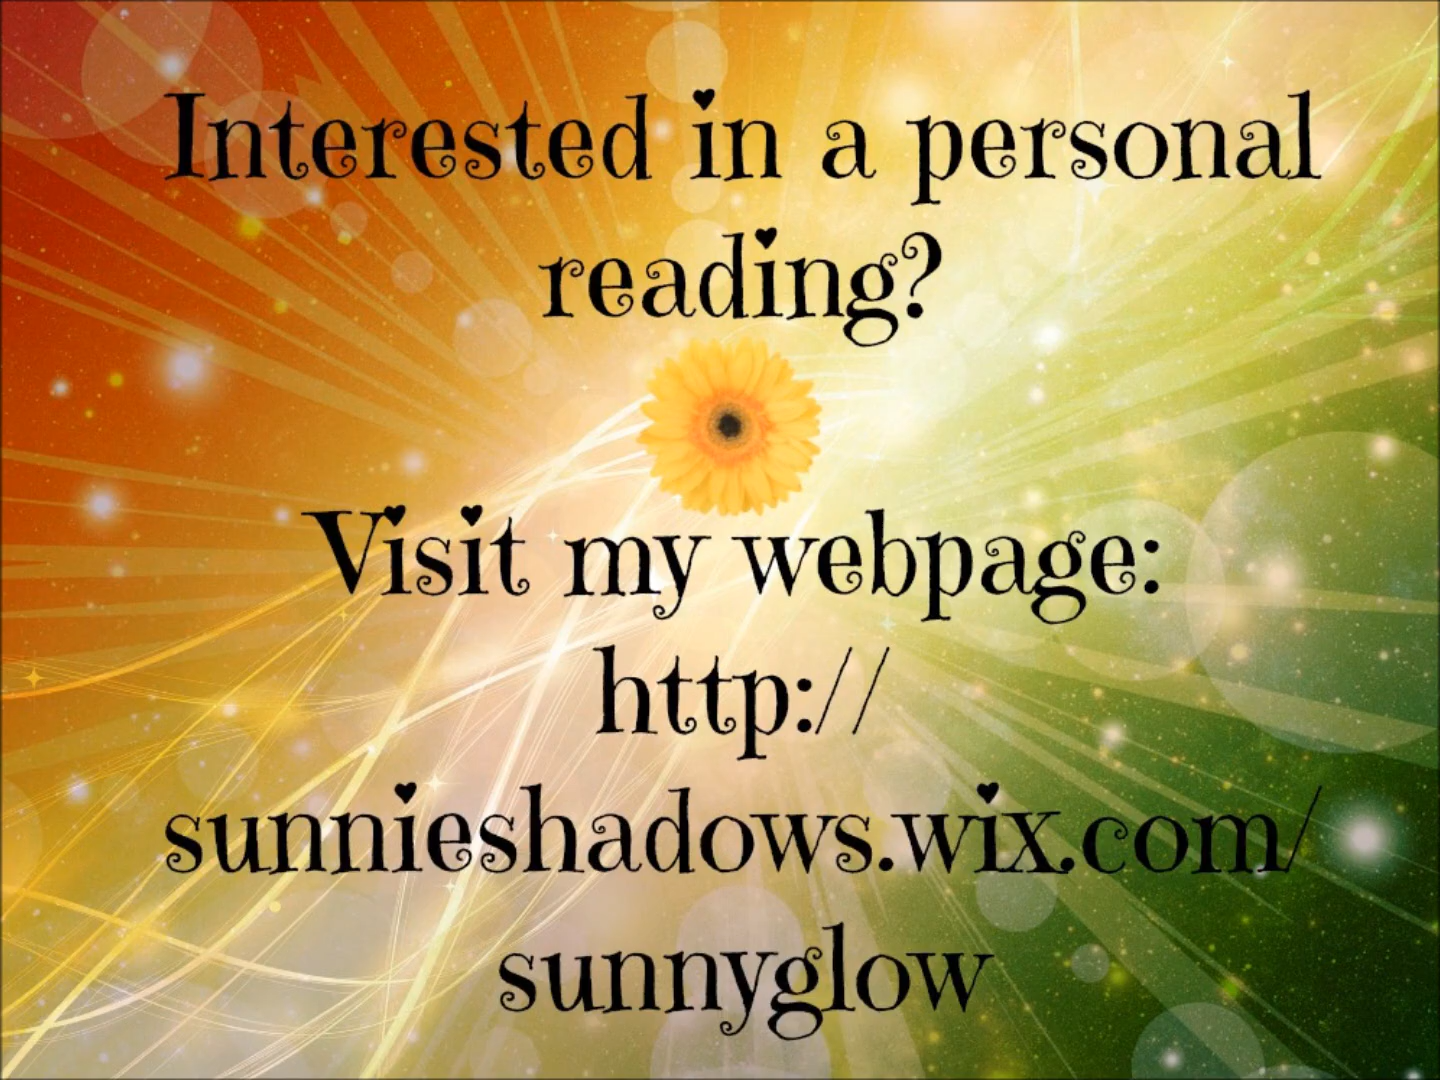 Interested in a personal
reading?
Visit my webpage:
http://
sunnieshadows.wix.com/
sunnyglow